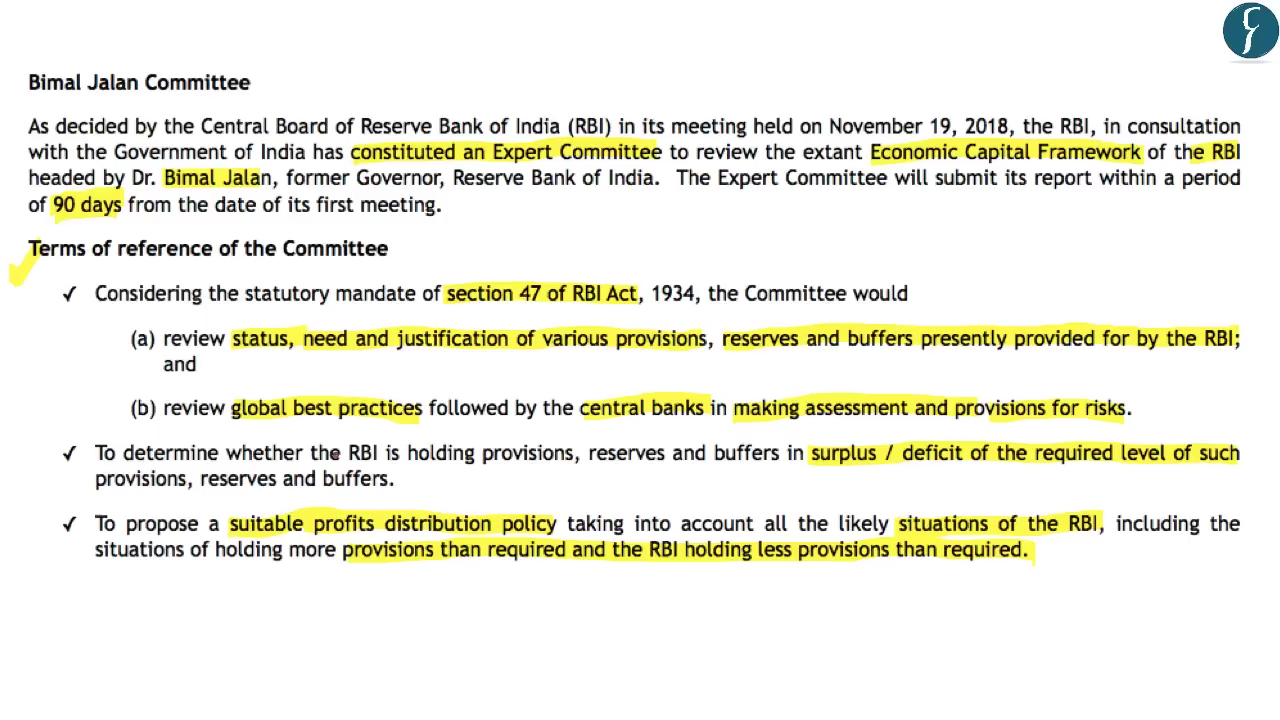 Bimal Jalan Committee
As decided by the Central Board of Reserve Bank of India (RBI) in its meeting held on November 19, 2018, the RBI, in consultation
with the Government of India has constituted an Expert Committee to review the extant Economic Capital Framework of the RBI
headed by Dr. Bimal Jalan, former Governor, Reserve Bank of India. The Expert Committee will submit its report within a period
of 90 days from the date of its first meeting.
Terms of reference of the Committee
✓ Considering the statutory mandate of section 47 of RBI Act, 1934, the Committee would
(a) review status, need and justification of various provisions, reserves and buffers presently provided for by the RBI;
and
(b) review global best practices followed by the central banks in making assessment and provisions for risks.
✓ To determine whether the RBI is holding provisions, reserves and buffers in surplus / deficit of the required level of such
provisions, reserves and buffers.
✓ To propose a suitable profits distribution policy taking into account all the likely situations of the RBI, including the
situations of holding more provisions than required and the RBI holding less provisions than required.